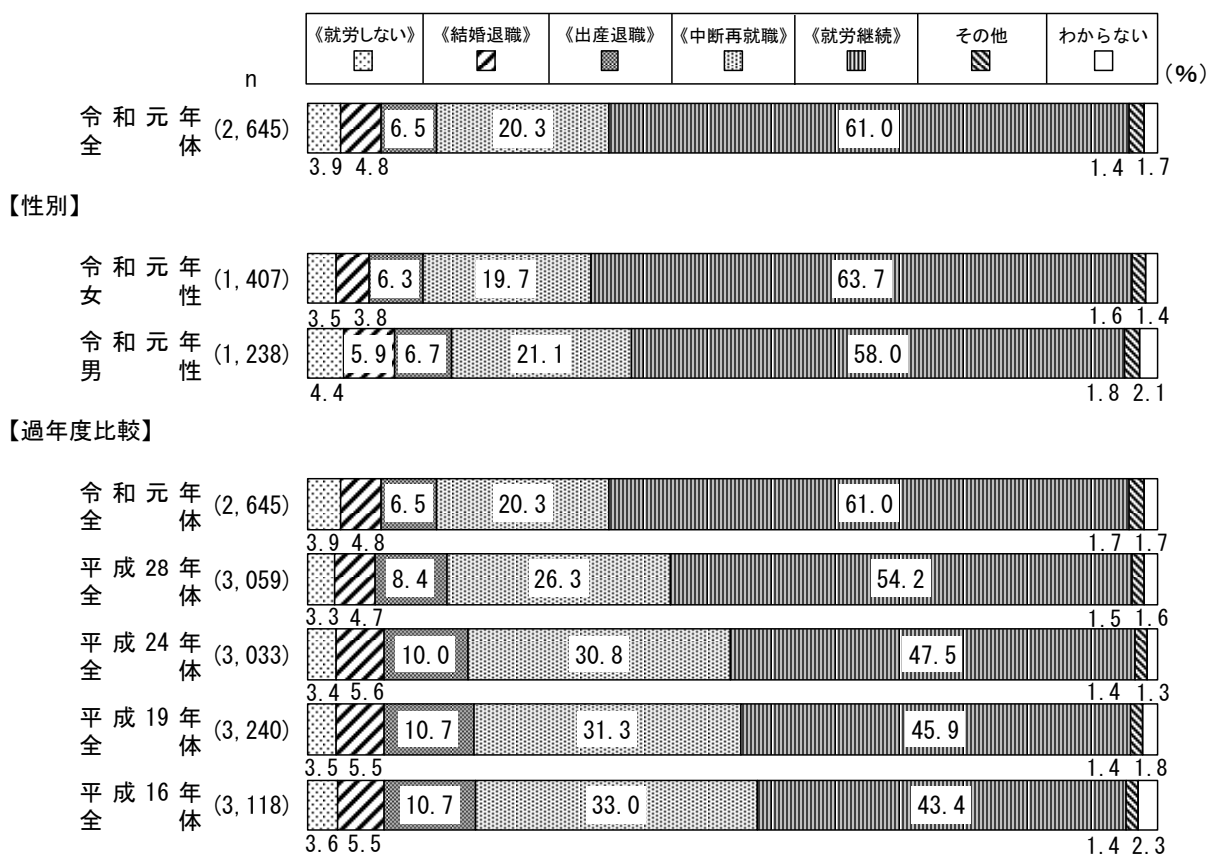 《就労しない》 《結婚退職》 《出産退職》 《中断再就職》 《就労継続》 その他 わからない
n (%)
令和元年 全体 (2,645) 6.5 20.3 61.0
3.9 4.8 1.4 1.7
【性別】
令和元年 女性 (1,407) 6.3 19.7 63.7
3.5 3.8 1.6 1.4
令和元年 男性 (1,238) 5.9 6.7 21.1 58.0
4.4 1.8 2.1
【過年度比較】
令和元年 全体 (2,645) 6.5 20.3 61.0
3.9 4.8 1.7 1.7
平成28年 全体 (3,059) 8.4 26.3 54.2
3.3 4.7 1.5 1.6
平成24年 全体 (3,033) 10.0 30.8 47.5
3.4 5.6 1.4 1.3
平成19年 全体 (3,240) 10.7 31.3 45.9
3.5 5.5 1.4 1.8
平成16年 全体 (3,118) 10.7 33.0 43.4
3.6 5.5 1.4 2.3